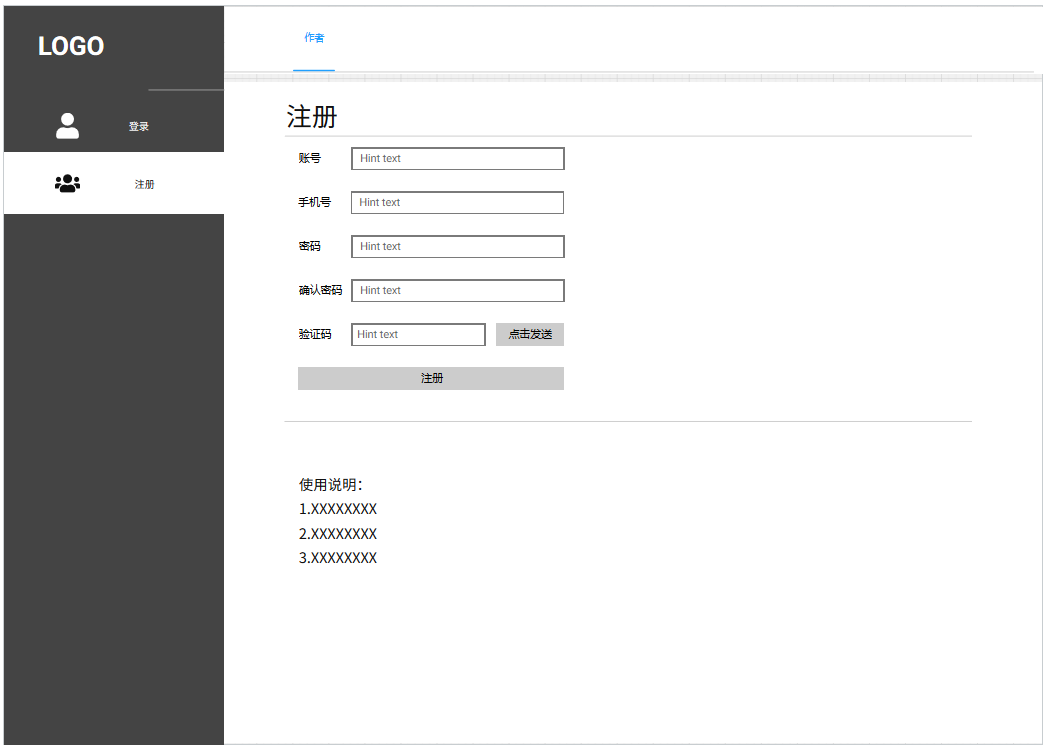 LOGO
作者
登录
注册
注册
账号 Hint text
手机号 Hint text
密码 Hint text
确认密码 Hint text
验证码 Hint text 点击发送
注册
使用说明：
1.XXXXXXXX
2.XXXXXXXX
3.XXXXXXXX